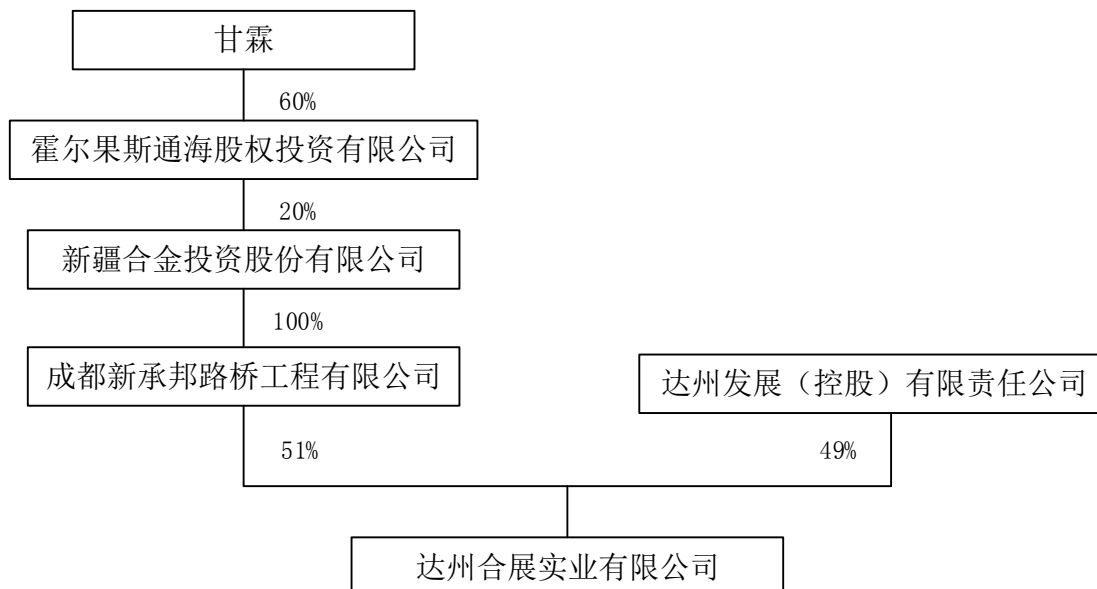 甘霖
60%
霍尔果斯通海股权投资有限公司
20%
新疆合金投资股份有限公司
100%
成都新承邦路桥工程有限公司
达州发展（控股）有限责任公司
51%
49%
达州合展实业有限公司